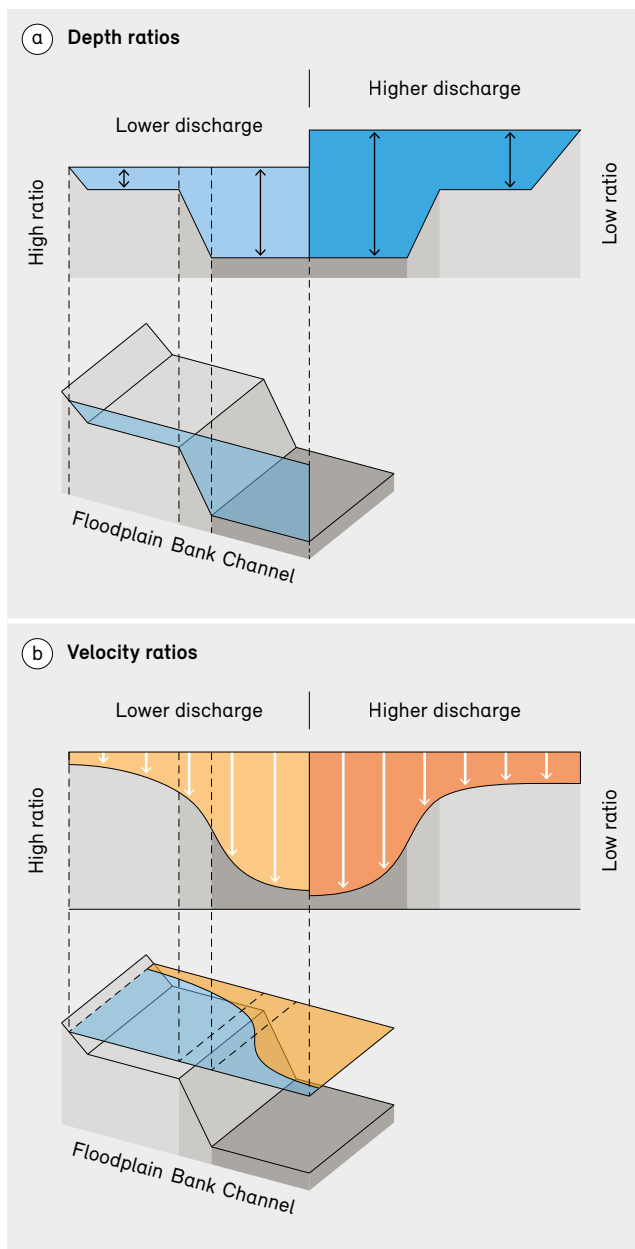 a Depth ratios
Higher discharge
Lower discharge
High ratio
Low ratio
Floodplain Bank Channel
b Velocity ratios
Lower discharge
Higher discharge
High ratio
Low ratio
Floodplain Bank Channel